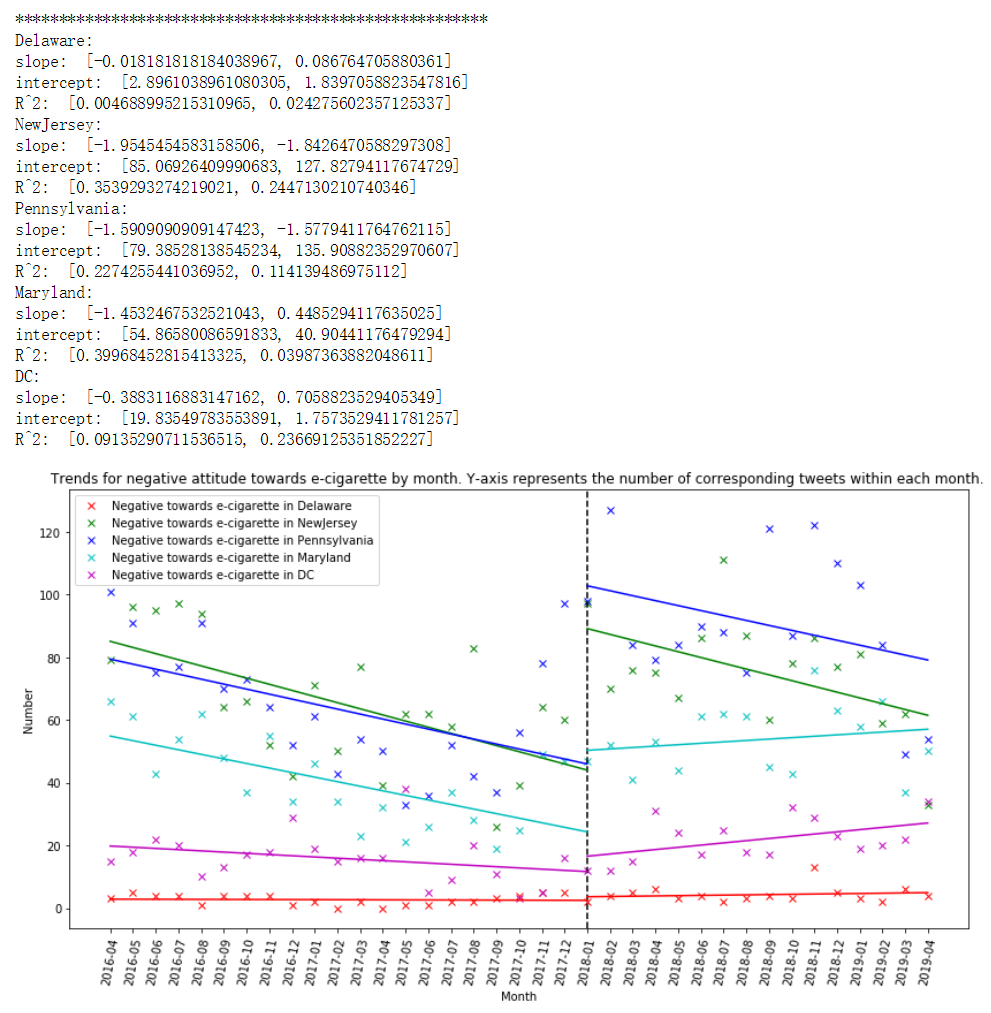 ******************************************************
Delaware:
slope:  [-0.018181818184038967, 0.086764705880361]
intercept:  [2.8961038961080305, 1.8397058823547816]
R^2:  [0.004688995215310965, 0.024275602357125337]
NewJersey:
slope:  [-1.9545454583158506, -1.8426470588297308]
intercept:  [85.06926409990683, 127.82794117674729]
R^2:  [0.3539293274219021, 0.2447130210740346]
Pennsylvania:
slope:  [-1.5909090909147423, -1.5779411764762115]
intercept:  [79.38528138545234, 135.90882352970607]
R^2:  [0.2274255441036952, 0.114139486975112]
Maryland:
slope:  [-1.4532467532521043, 0.4485294117635025]
intercept:  [54.86580086591833, 40.90441176479294]
R^2:  [0.39968452815413325, 0.03987363882048611]
DC:
slope:  [-0.3883116883147162, 0.7058823529405349]
intercept:  [19.83549783553891, 1.7573529411781257]
R^2:  [0.09135290711536515, 0.23669125351852227]
Trends for negative attitude towards e-cigarette by month. Y-axis represents the number of corresponding tweets within each month.
Negative towards e-cigarette in Delaware
Negative towards e-cigarette in NewJersey
Negative towards e-cigarette in Pennsylvania
Negative towards e-cigarette in Maryland
Negative towards e-cigarette in DC
120
100
80
60
40
20
0
Number
2016-04
2016-05
2016-06
2016-07
2016-08
2016-09
2016-10
2016-11
2016-12
2017-01
2017-02
2017-03
2017-04
2017-05
2017-06
2017-07
2017-08
2017-09
2017-10
2017-11
2017-12
2018-01
2018-02
2018-03
2018-04
2018-05
2018-06
2018-07
2018-08
2018-09
2018-10
2018-11
2018-12
2019-01
2019-02
2019-03
2019-04
Month